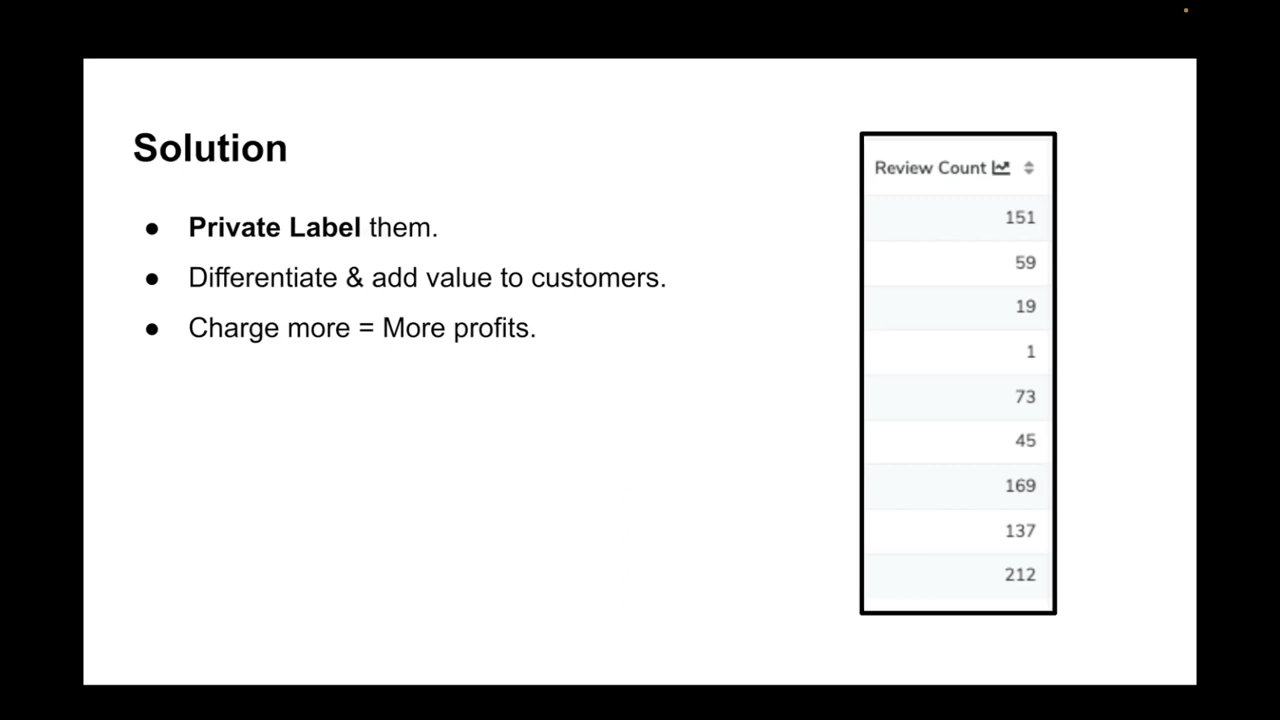 Solution
● Private Label them.
● Differentiate & add value to customers.
● Charge more = More profits.
Review Count
151
59
19
1
73
45
169
137
212